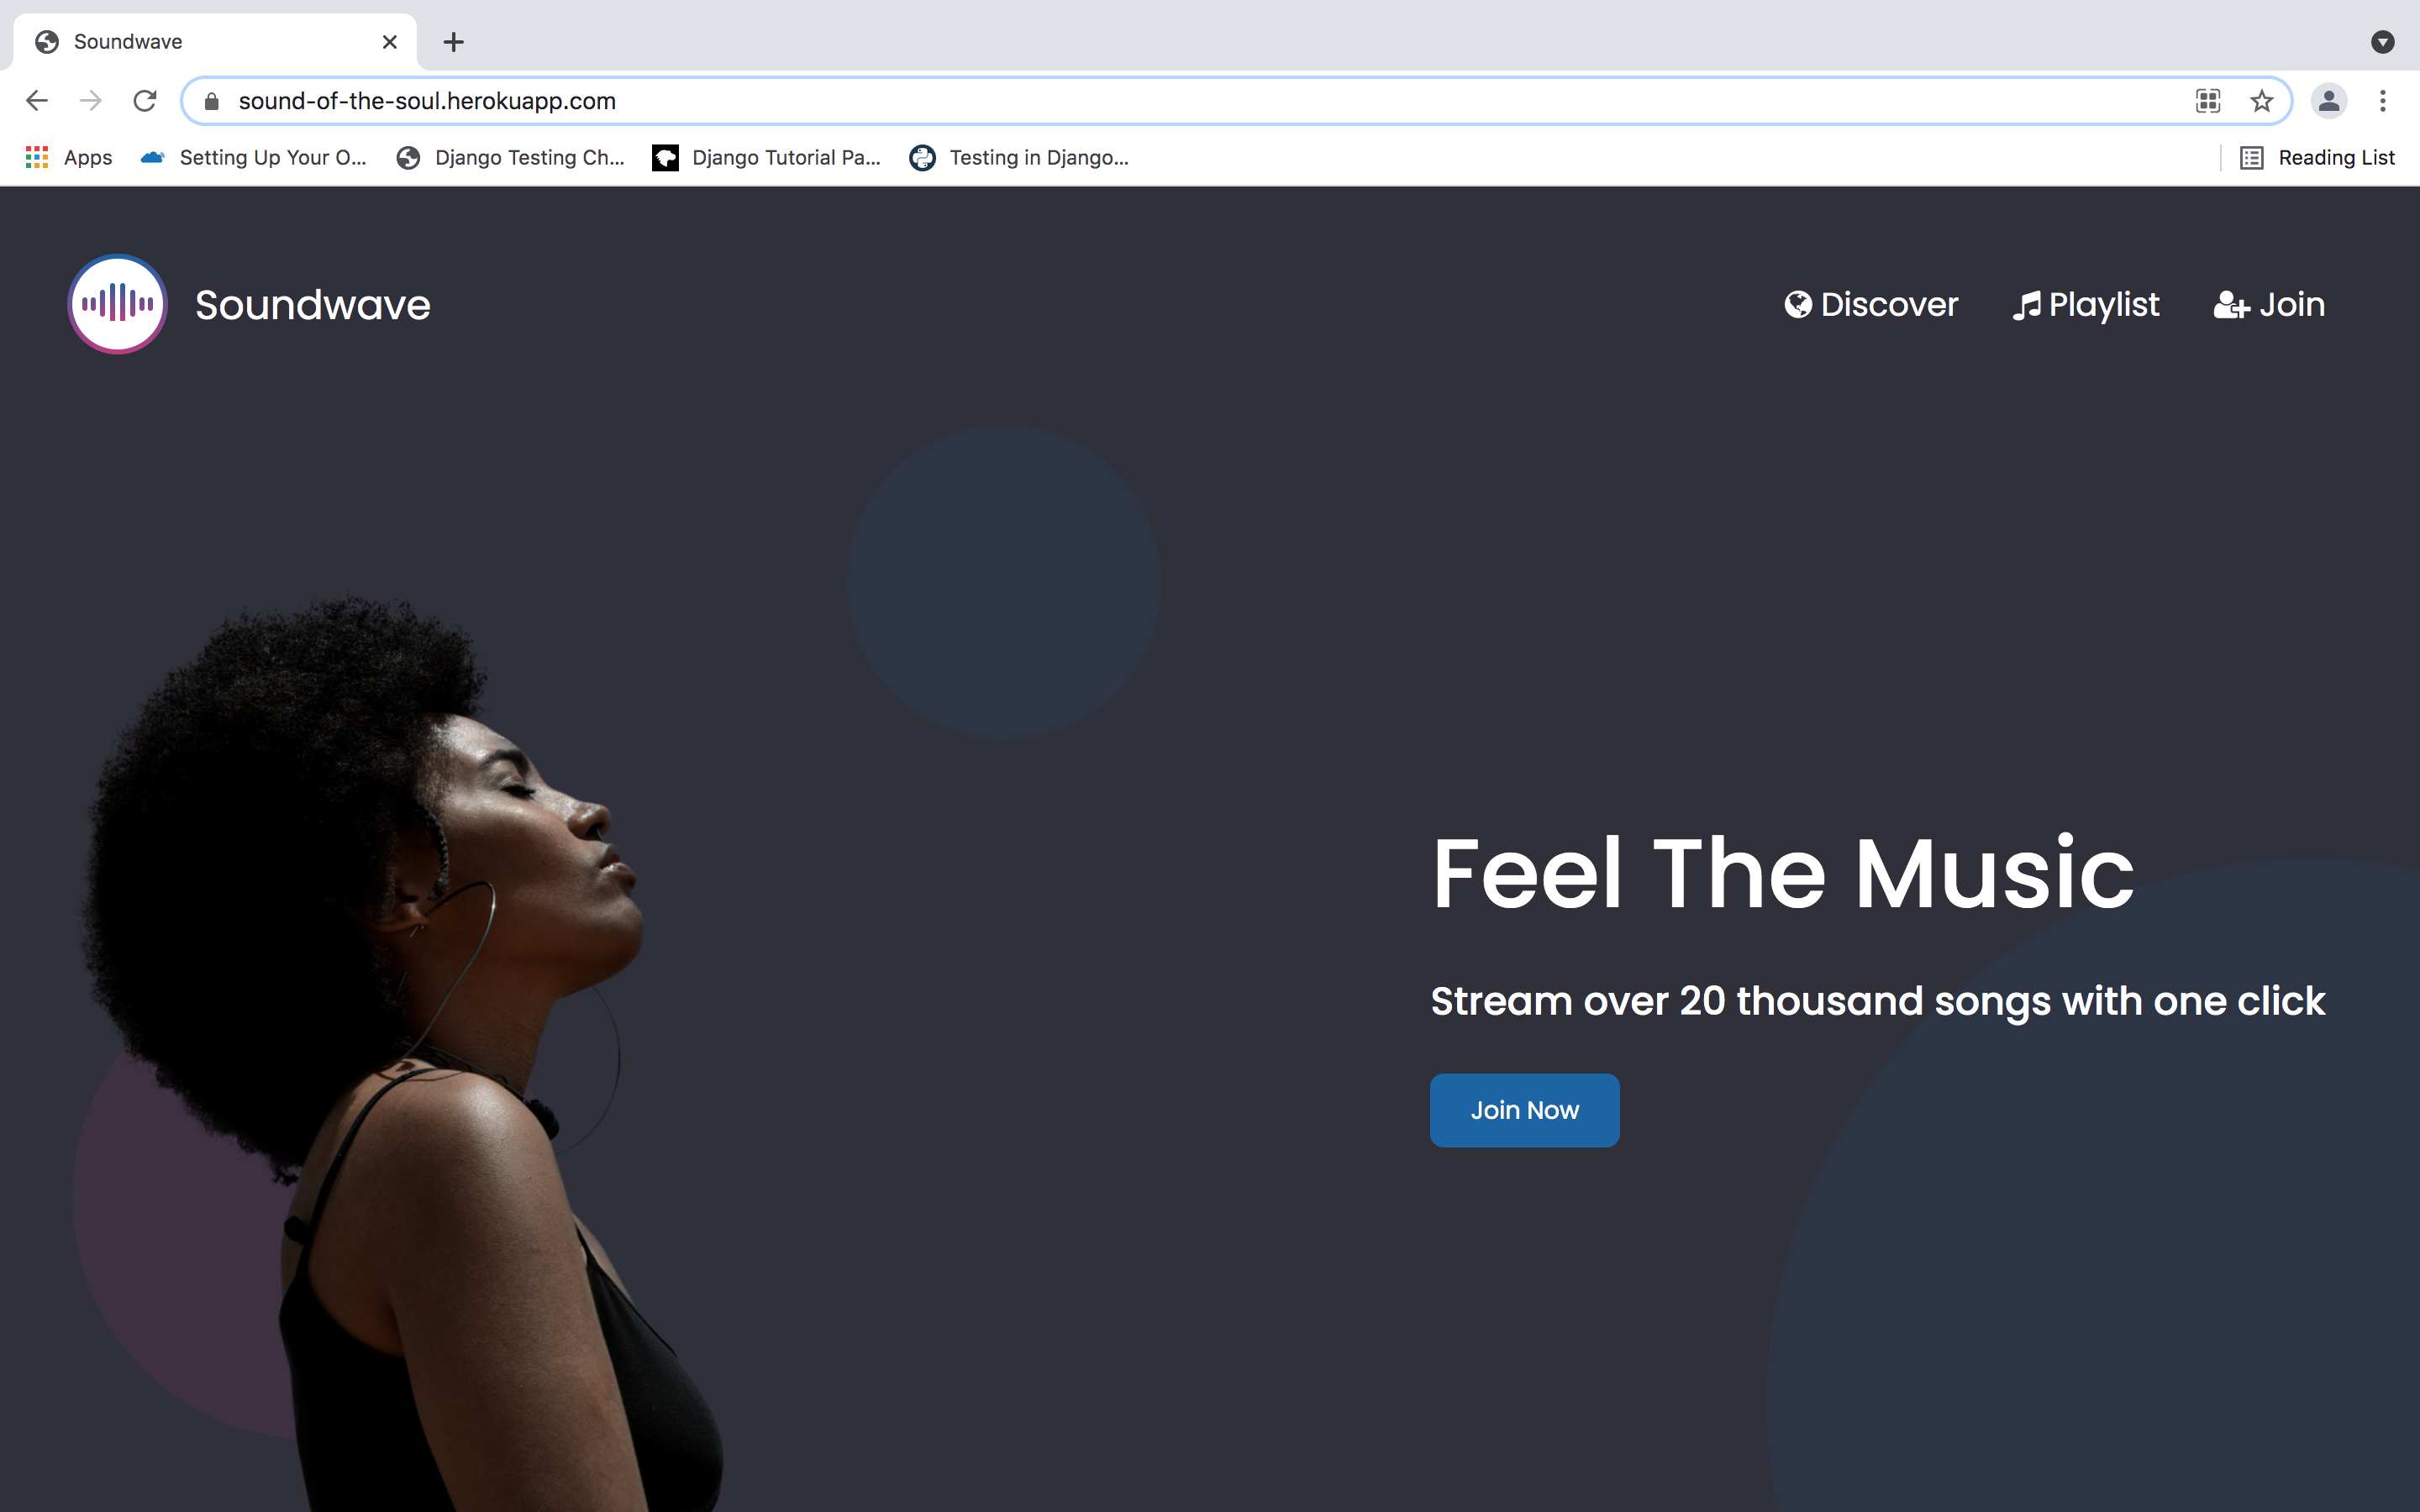 Soundwave
sound-of-the-soul.herokuapp.com
Apps Setting Up Your O... Django Testing Ch... Django Tutorial Pa... Testing in Django... Reading List
Soundwave Discover Playlist Join
Feel The Music
Stream over 20 thousand songs with one click
Join Now